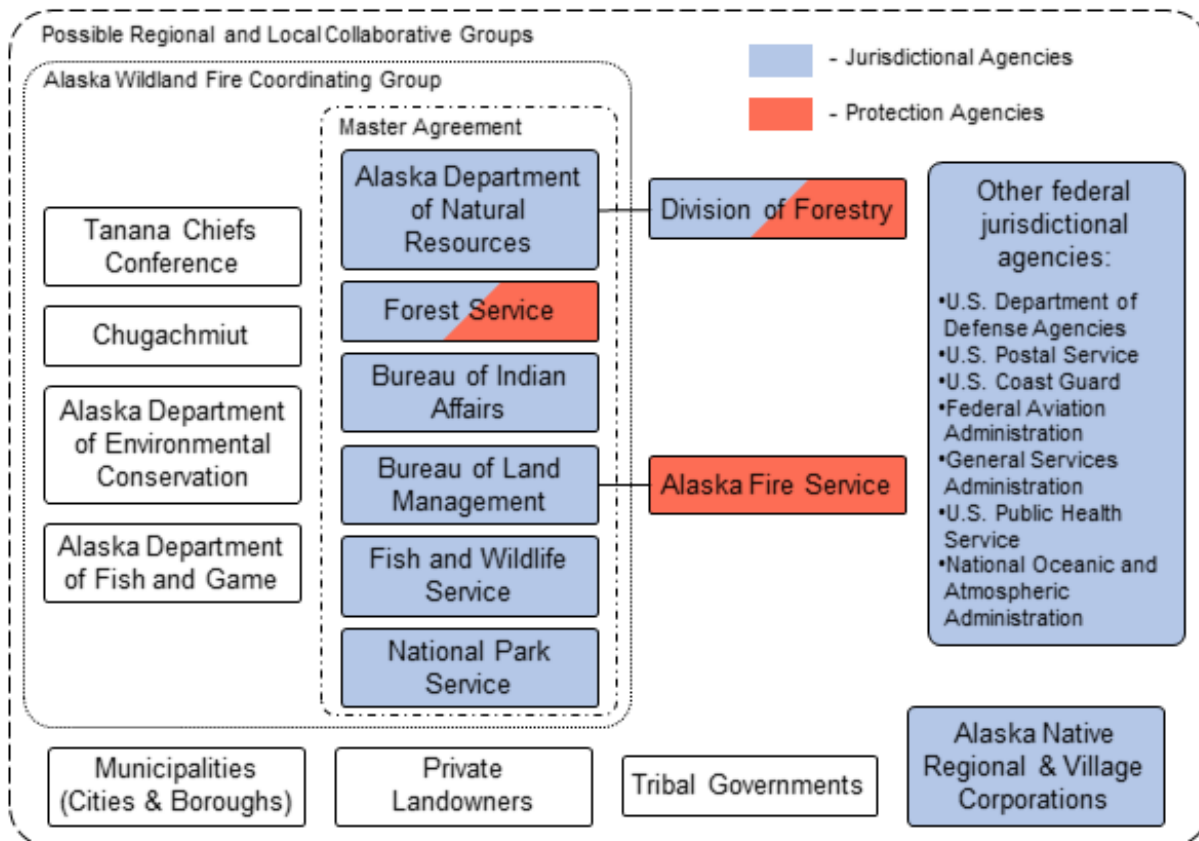 Possible Regional and Local Collaborative Groups
Alaska Wildland Fire Coordinating Group
Master Agreement
- Jurisdictional Agencies
- Protection Agencies
Tanana Chiefs
Conference
Chugachmiut
Alaska Department
of Environmental
Conservation
Alaska Department
of Fish and Game
Alaska Department
of Natural
Resources
Forest Service
Bureau of Indian
Affairs
Bureau of Land
Management
Fish and Wildlife
Service
National Park
Service
Division of Forestry
Alaska Fire Service
Other federal
jurisdictional
agencies:
•U.S. Department of
Defense Agencies
•U.S. Postal Service
•U.S. Coast Guard
•Federal Aviation
Administration
•General Services
Administration
•U.S. Public Health
Service
•National Oceanic and
Atmospheric
Administration
Municipalities
(Cities & Boroughs)
Private
Landowners
Tribal Governments
Alaska Native
Regional & Village
Corporations